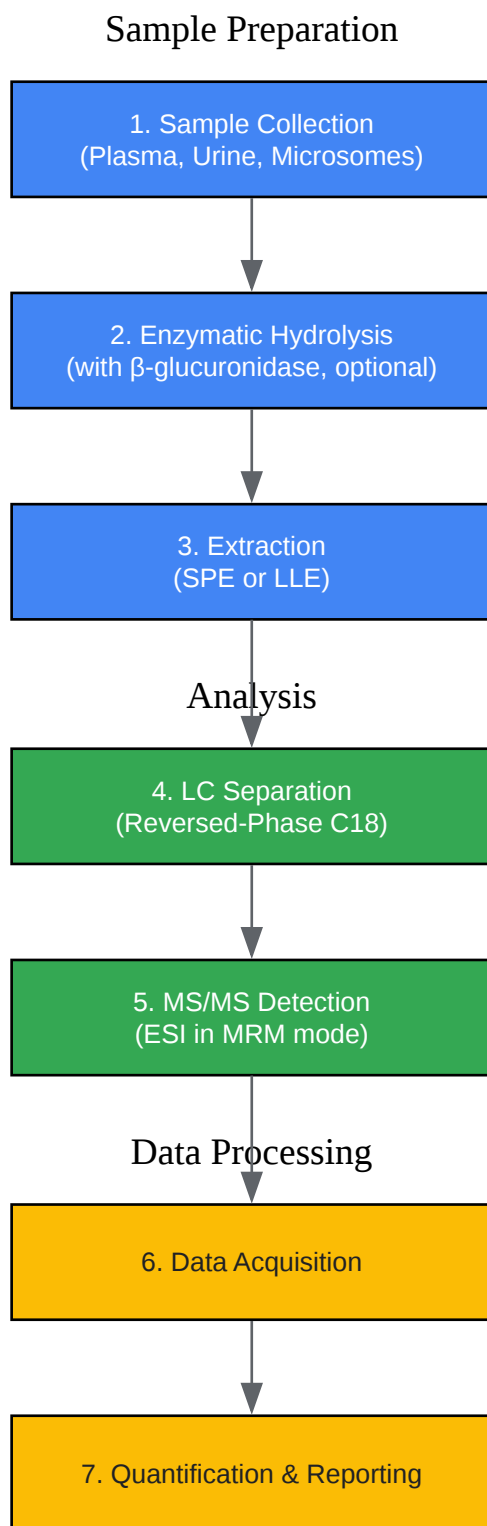 Sample Preparation
1. Sample Collection
(Plasma, Urine, Microsomes)
2. Enzymatic Hydrolysis
(with β-glucuronidase, optional)
3. Extraction
(SPE or LLE)
Analysis
4. LC Separation
(Reversed-Phase C18)
5. MS/MS Detection
(ESI in MRM mode)
Data Processing
6. Data Acquisition
7. Quantification & Reporting